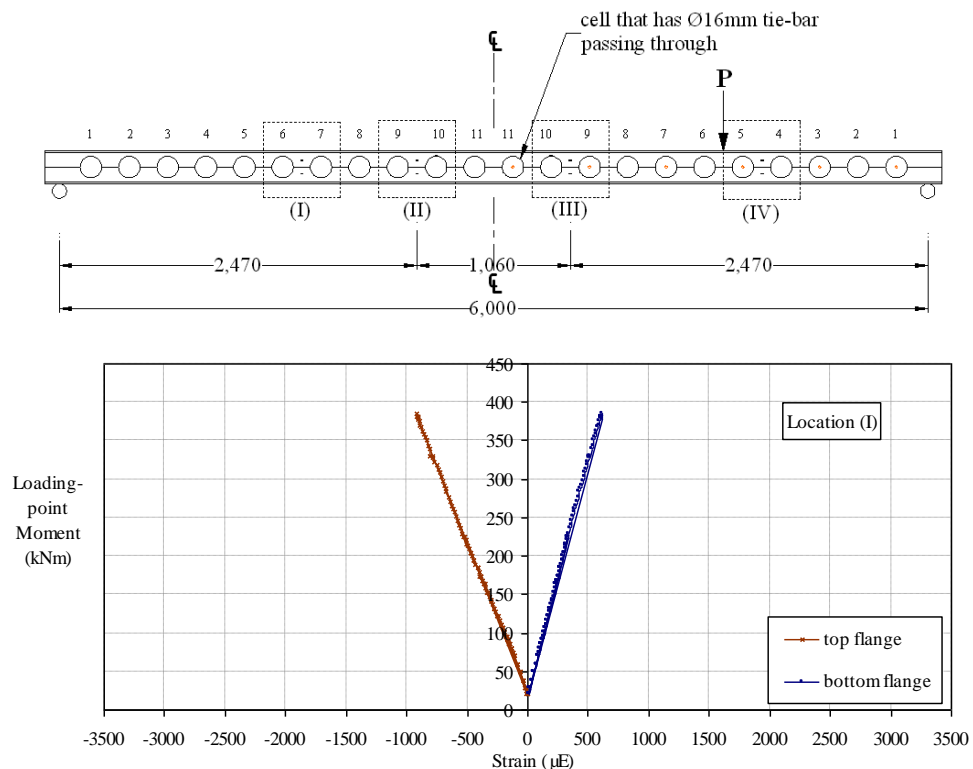 cell that has Ø16mm tie-bar
passing through
℄
P
1 2 3 4 5 6 7 8 9 10 11 11 10 9 8 7 6 5 4 3 2 1
(I) (II) (III) (IV)
2,470 1,060 2,470
℄
6,000
450
400
350
300
250
200
150
100
50
0
Loading-
point
Moment
(kNm)
Location (I)
top flange
bottom flange
-3500 -3000 -2500 -2000 -1500 -1000 -500 0 500 1000 1500 2000 2500 3000 3500
Strain (µE)